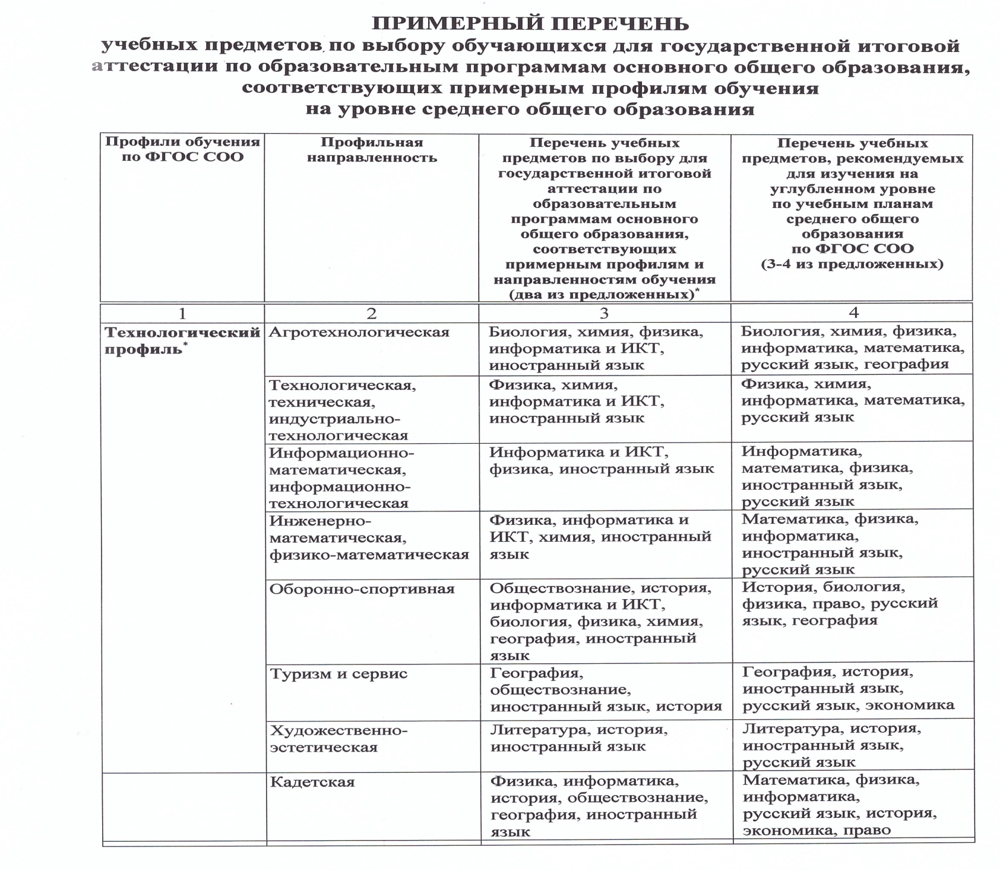 ПРИМЕРНЫЙ ПЕРЕЧЕНЬ
учебных предметов по выбору обучающихся для государственной итоговой
аттестации по образовательным программам основного общего образования,
соответствующих примерным профилям обучения
на уровне среднего общего образования
Профили обучения
по ФГОС СОО
Профильная
направленность
Перечень учебных
предметов по выбору для
государственной итоговой
аттестации по
образовательным
программам основного
общего образования,
соответствующих
примерным профилям и
направленностям обучения
(два из предложенных)*
Перечень учебных
предметов, рекомендуемых
для изучения на
углубленном уровне
по учебным планам
среднего общего
образования
по ФГОС СОО
(3-4 из предложенных)
1
2
3
4
Технологический
профиль*
Агротехнологическая
Биология, химия, физика,
информатика и ИКТ,
иностранный язык
Биология, химия, физика,
информатика, математика,
русский язык, география
Технологическая,
техническая,
индустриально-
технологическая
Физика, химия,
информатика и ИКТ,
иностранный язык
Физика, химия,
информатика, математика,
русский язык
Информационно-
математическая,
информационно-
технологическая
Информатика и ИКТ,
физика, иностранный язык
Информатика,
математика, физика,
иностранный язык,
русский язык
Инженерно-
математическая,
физико-математическая
Физика, информатика и
ИКТ, химия, иностранный
язык
Математика, физика,
информатика,
иностранный язык,
русский язык
Оборонно-спортивная
Обществознание, история,
информатика и ИКТ,
биология, физика, химия,
география, иностранный
язык
История, биология,
физика, право, русский
язык, география
Туризм и сервис
География,
обществознание,
иностранный язык, история
География, история,
иностранный язык,
русский язык, экономика
Художественно-
эстетическая
Литература, история,
иностранный язык
Литература, история,
иностранный язык,
русский язык
Кадетская
Физика, информатика,
история, обществознание,
география, иностранный
язык
Математика, физика,
информатика,
русский язык, история,
экономика, право